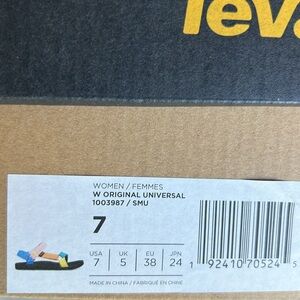 Teva
WOMEN / FEMMES
W ORIGINAL UNIVERSAL
1003987 / SMU
7
USA UK EU JPN
7 5 38 24
1 92410 70524 5
MADE IN CHINA / FABRIQUÉ EN CHINE